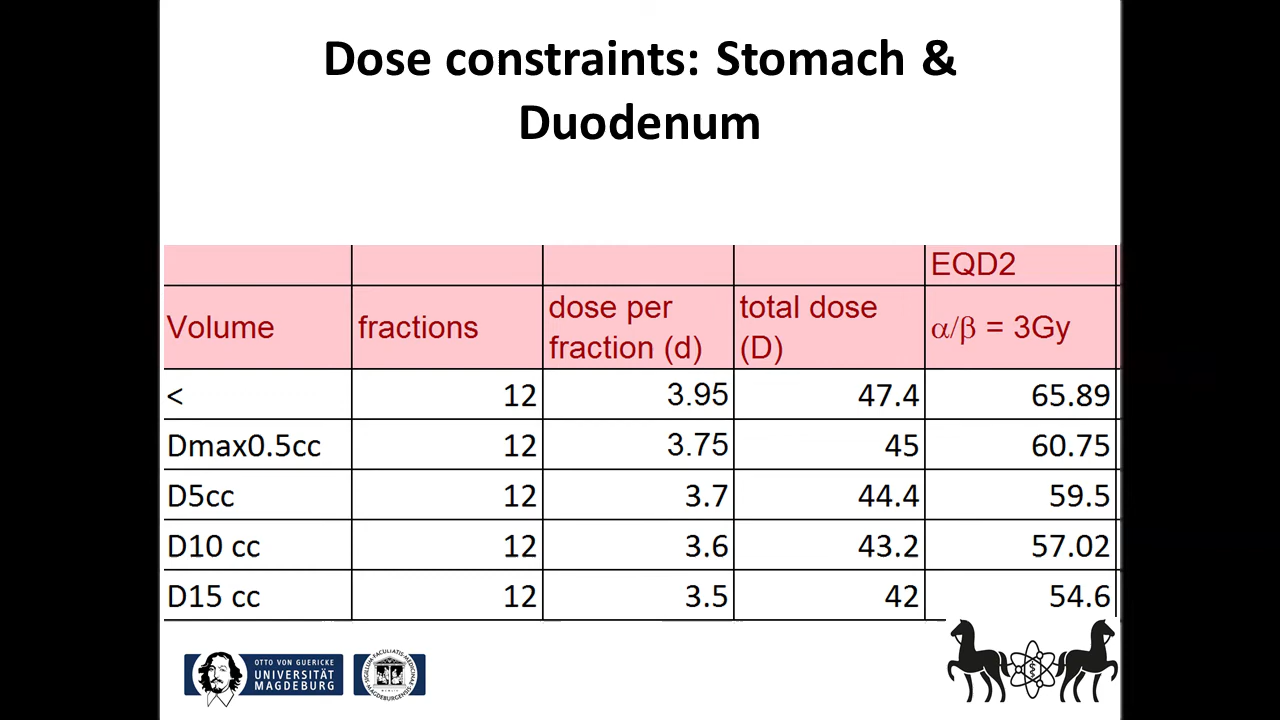 Dose constraints: Stomach &
Duodenum
EQD2
Volume fractions dose per fraction (d) total dose (D) α/β = 3Gy
< 12 3.95 47.4 65.89
Dmax0.5cc 12 3.75 45 60.75
D5cc 12 3.7 44.4 59.5
D10 cc 12 3.6 43.2 57.02
D15 cc 12 3.5 42 54.6
OTTO VON GUERICKE
UNIVERSITÄT
MAGDEBURG